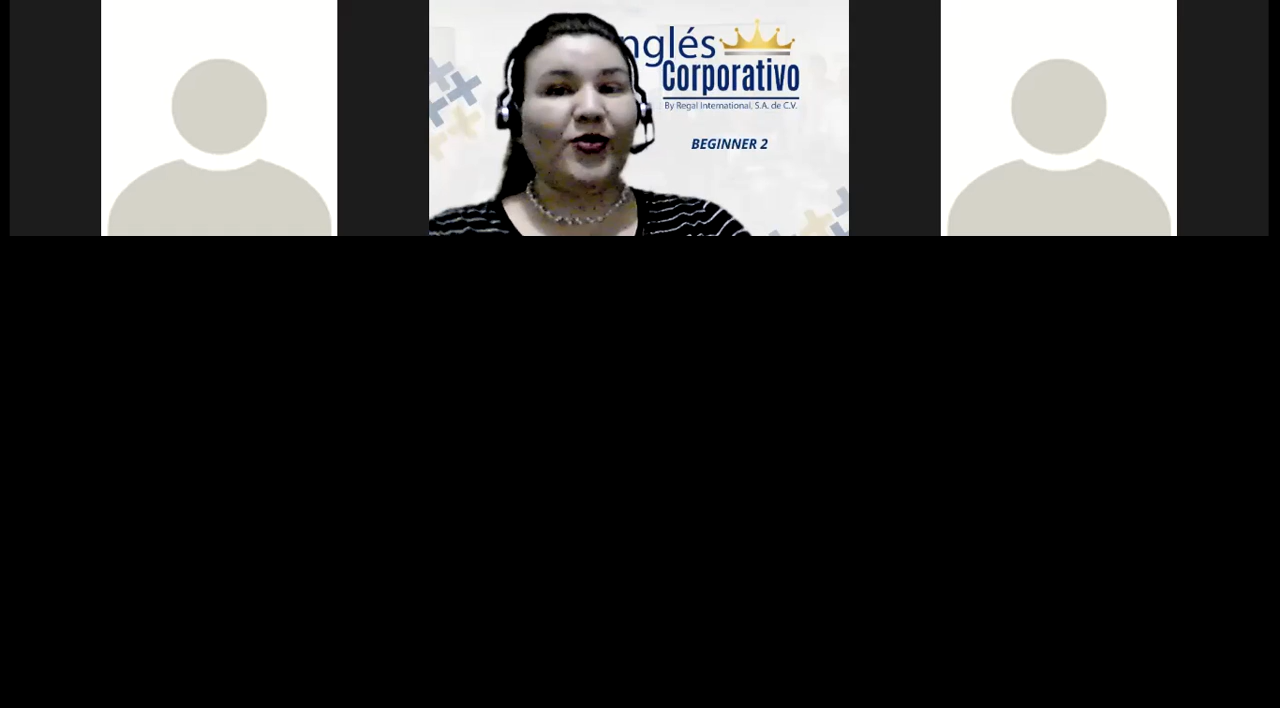 nglés
Corporativo
By Regal International, S.A. de C.V.
BEGINNER 2